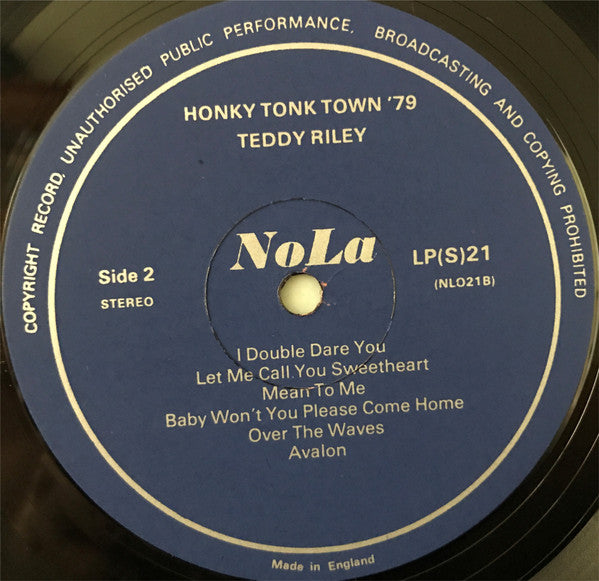 COPYRIGHT RECORD, UNAUTHORISED PUBLIC PERFORMANCE, BROADCASTING AND COPYING PROHIBITED
HONKY TONK TOWN '79
TEDDY RILEY
NoLa
Side 2
STEREO
LP(S)21
(NLO21B)
I Double Dare You
Let Me Call You Sweetheart
Mean To Me
Baby Won't You Please Come Home
Over The Waves
Avalon
Made in England